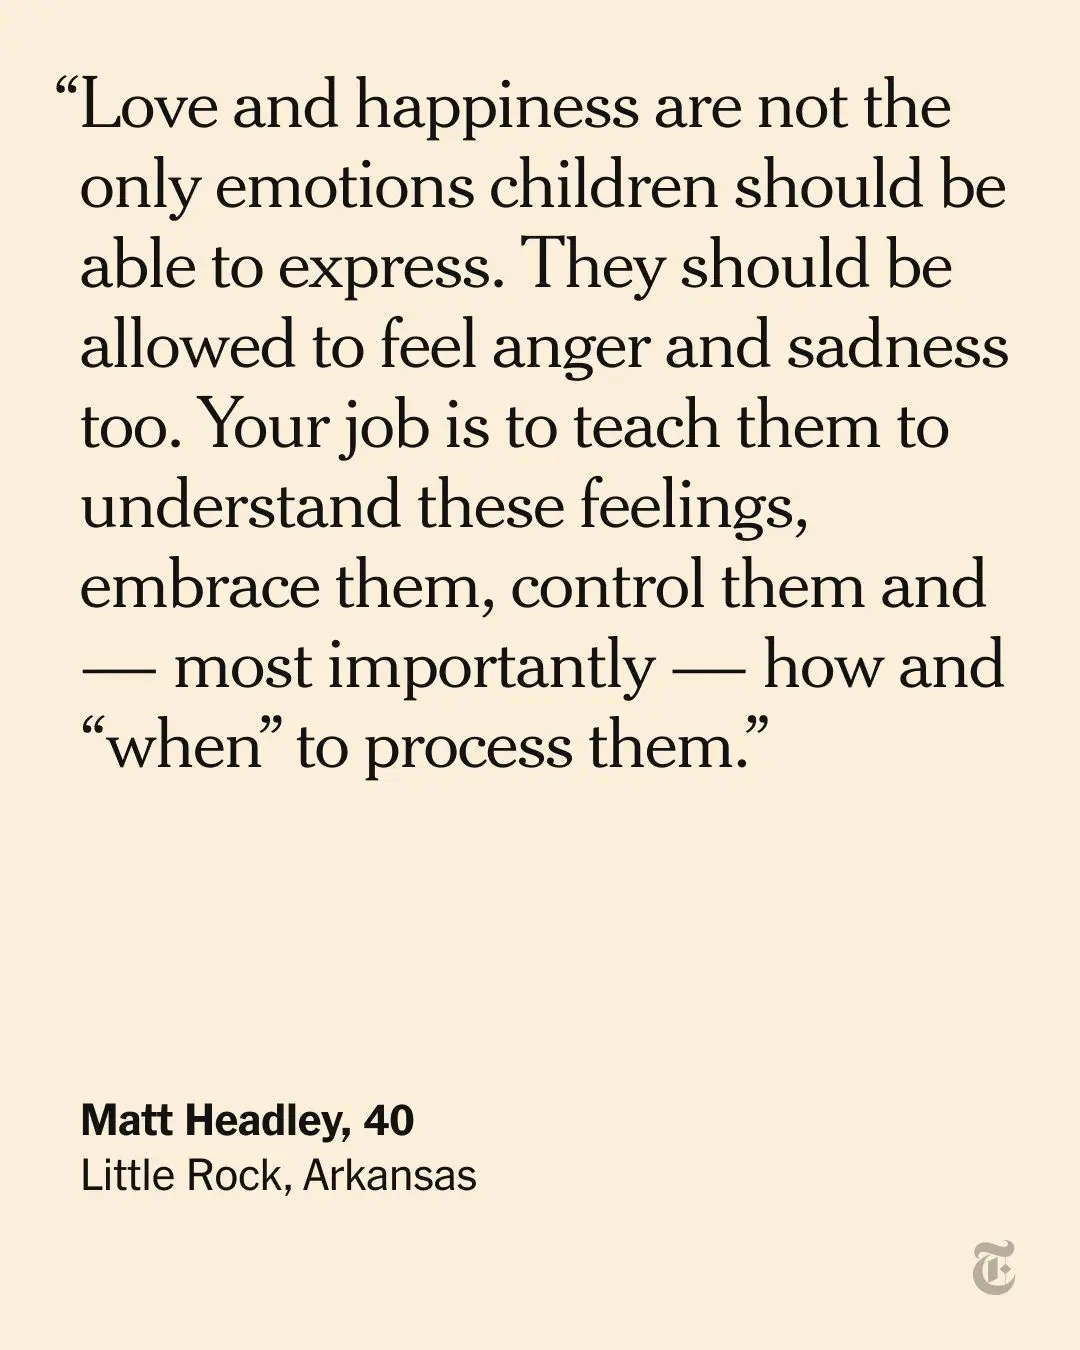 “Love and happiness are not the
only emotions children should be
able to express. They should be
allowed to feel anger and sadness
too. Your job is to teach them to
understand these feelings,
embrace them, control them and
— most importantly — how and
“when” to process them.”
Matt Headley, 40
Little Rock, Arkansas
T